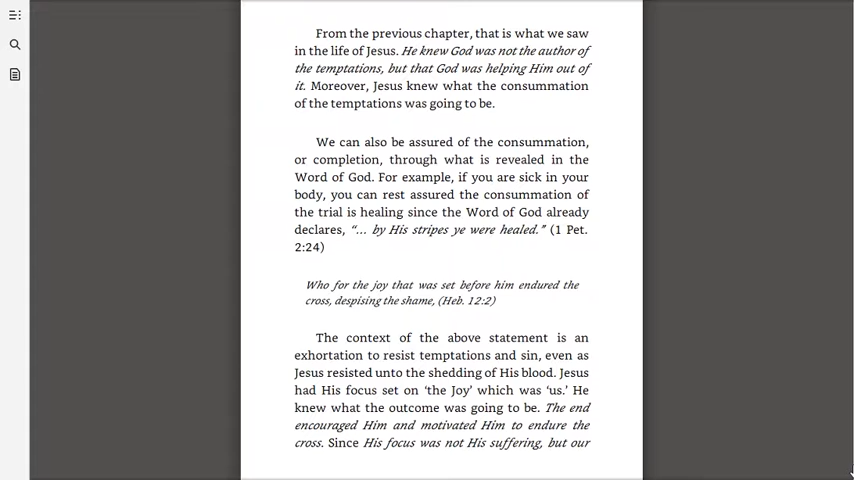 From the previous chapter, that is what we saw
in the life of Jesus. He knew God was not the author of
the temptations, but that God was helping Him out of
it. Moreover, Jesus knew what the consummation
of the temptations was going to be.
We can also be assured of the consummation,
or completion, through what is revealed in the
Word of God. For example, if you are sick in your
body, you can rest assured the consummation of
the trial is healing since the Word of God already
declares, “... by His stripes ye were healed.” (1 Pet.
2:24)
Who for the joy that was set before him endured the
cross, despising the shame, (Heb. 12:2)
The context of the above statement is an
exhortation to resist temptations and sin, even as
Jesus resisted unto the shedding of His blood. Jesus
had His focus set on ‘the Joy’ which was ‘us.’ He
knew what the outcome was going to be. The end
encouraged Him and motivated Him to endure the
cross. Since His focus was not His suffering, but our